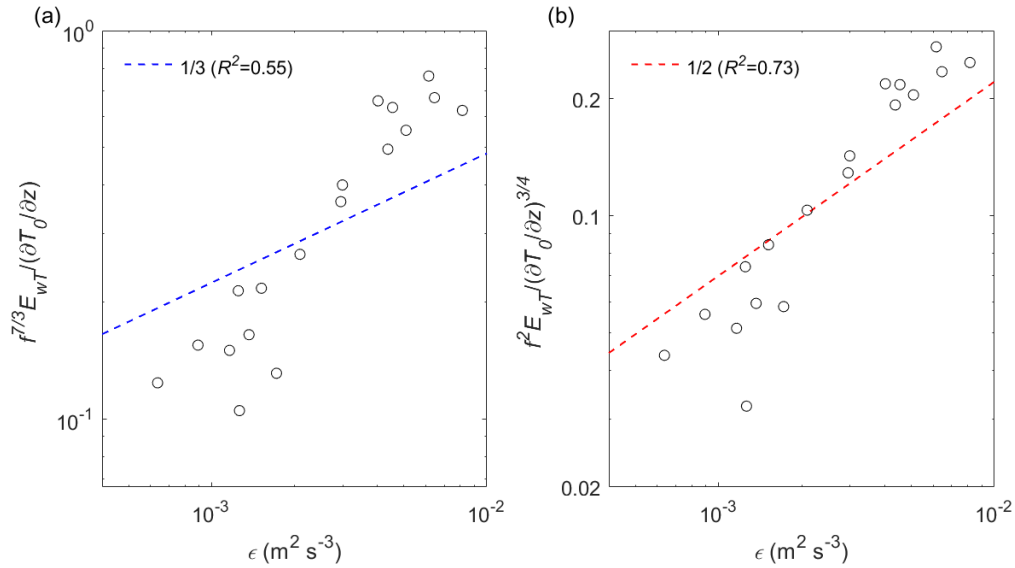 (a)
10^0
10^-1
10^-3
10^-2
1/3 (R^2=0.55)
f^{7/3}E_{wT}/(∂T_0/∂z)
ϵ (m^2 s^-3)
(b)
0.2
0.1
0.02
10^-3
10^-2
1/2 (R^2=0.73)
f^2E_{wT}/(∂T_0/∂z)^{3/4}
ϵ (m^2 s^-3)